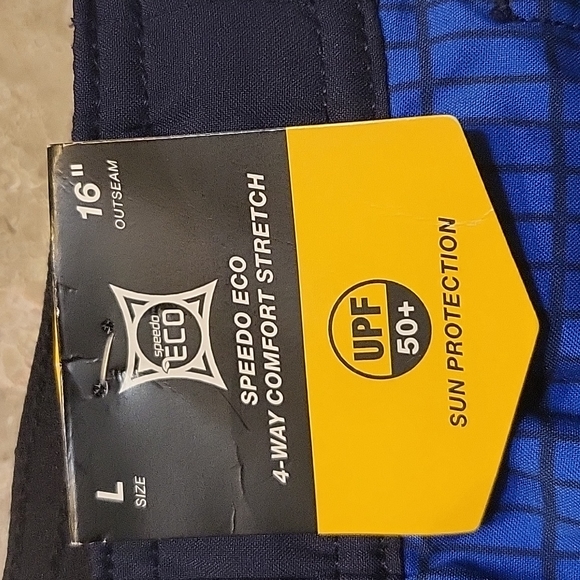 L
SIZE
16"
OUTSEAM
speedo
ECO
SPEEDO ECO
4-WAY COMFORT STRETCH
UPF
50+
SUN PROTECTION